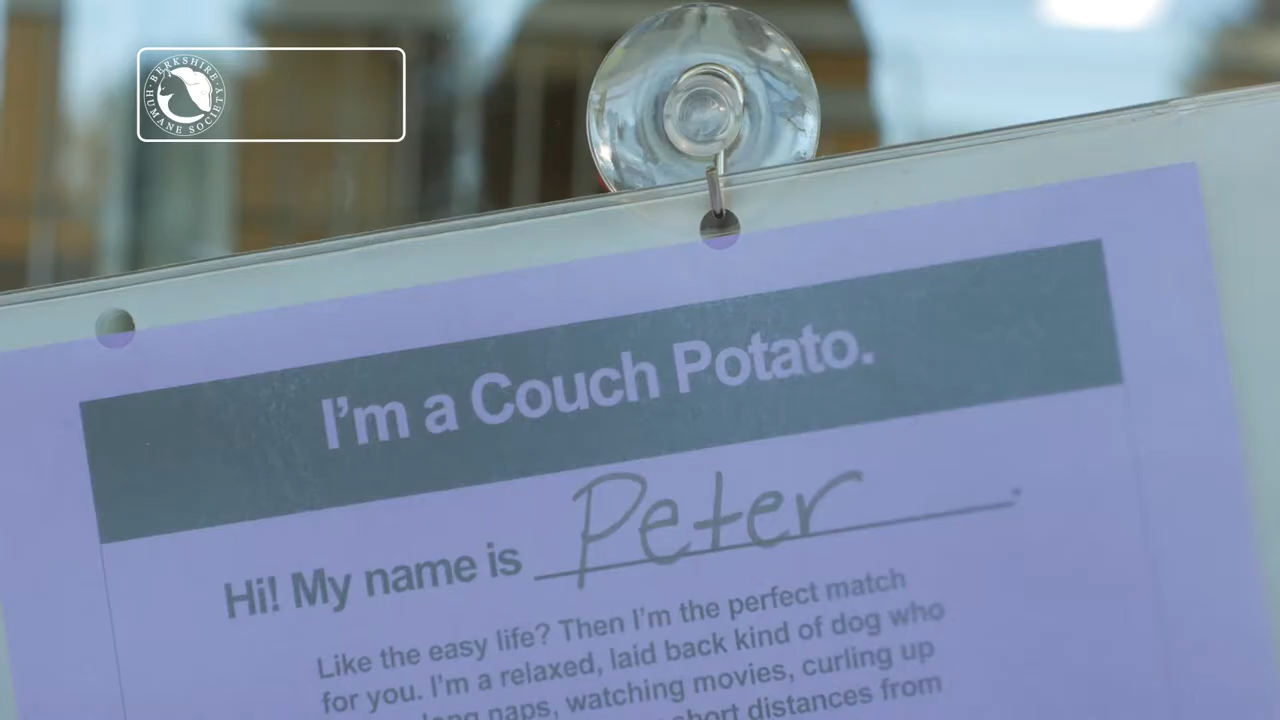 BERKSHIRE HUMANE SOCIETY
I'm a Couch Potato.
Hi! My name is Peter.
Like the easy life? Then I'm the perfect match
for you. I'm a relaxed, laid back kind of dog who
long naps, watching movies, curling up
short distances from